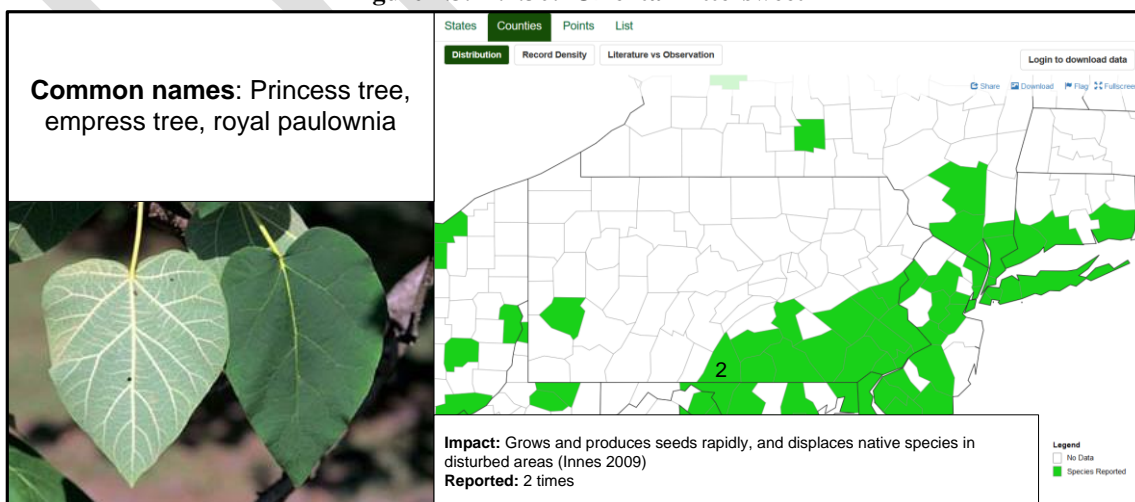 States Counties Points List
Distribution Record Density Literature vs Observation
Login to download data
Share Download Flag Fullscreen
Common names: Princess tree,
empress tree, royal paulownia
2
Impact: Grows and produces seeds rapidly, and displaces native species in
disturbed areas (Innes 2009)
Reported: 2 times
Legend
No Data
Species Reported